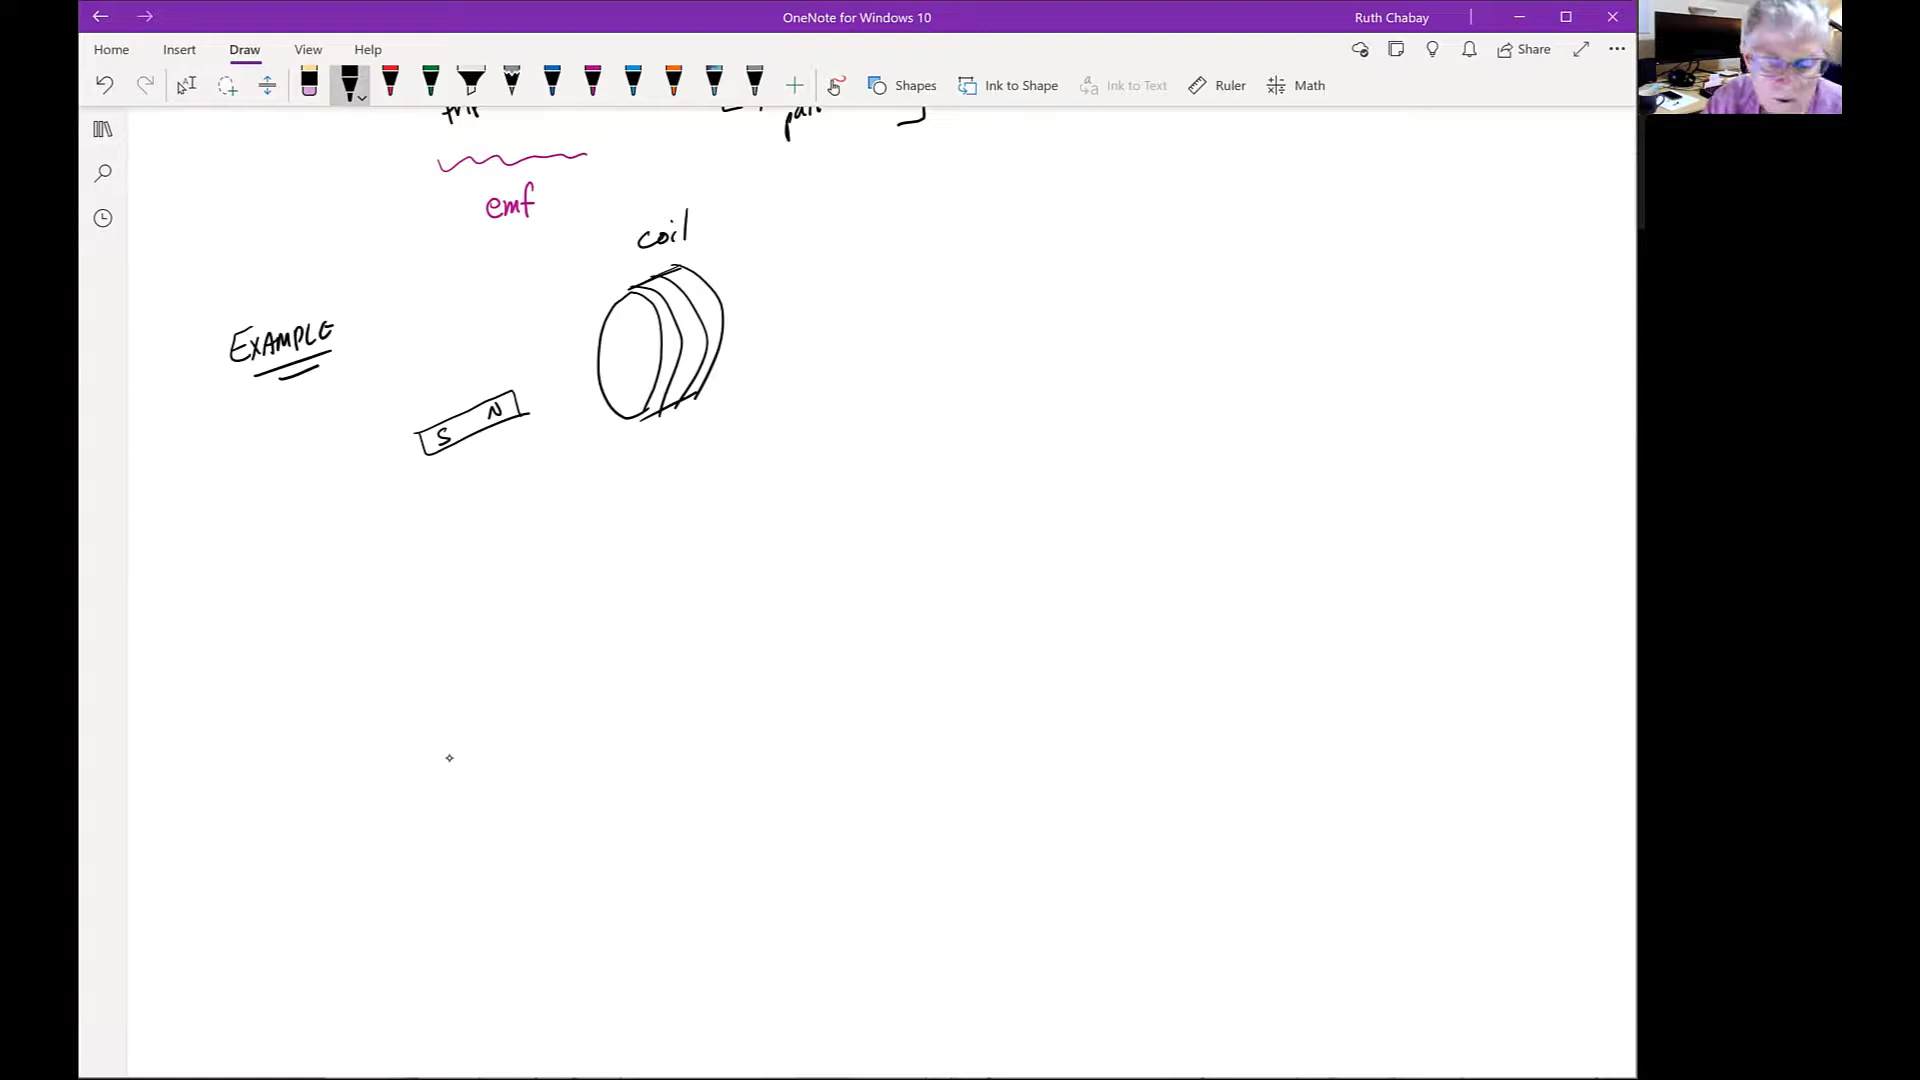 OneNote for Windows 10
Ruth Chabay
Home Insert Draw View Help
Share
Shapes Ink to Shape Ink to Text Ruler Math
emf
coil
EXAMPLE
N
S